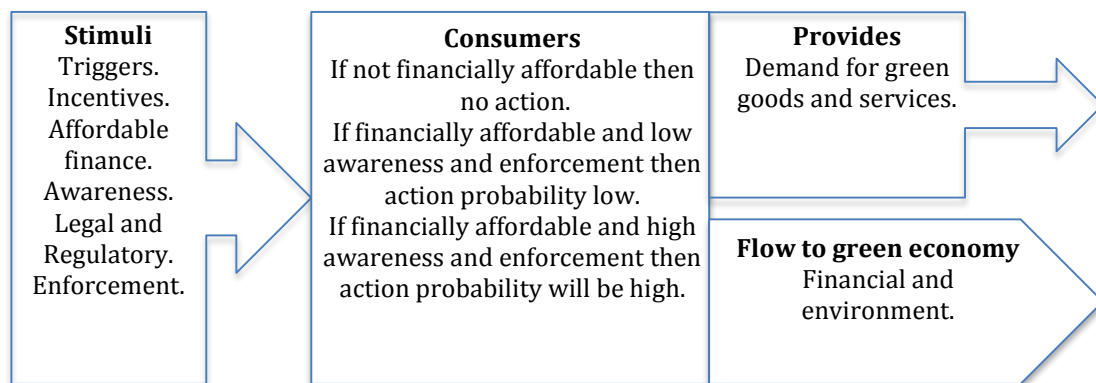 Stimuli
Triggers.
Incentives.
Affordable
finance.
Awareness.
Legal and
Regulatory.
Enforcement.
Consumers
If not financially affordable then
no action.
If financially affordable and low
awareness and enforcement then
action probability low.
If financially affordable and high
awareness and enforcement then
action probability will be high.
Provides
Demand for green
goods and services.
Flow to green economy
Financial and
environment.